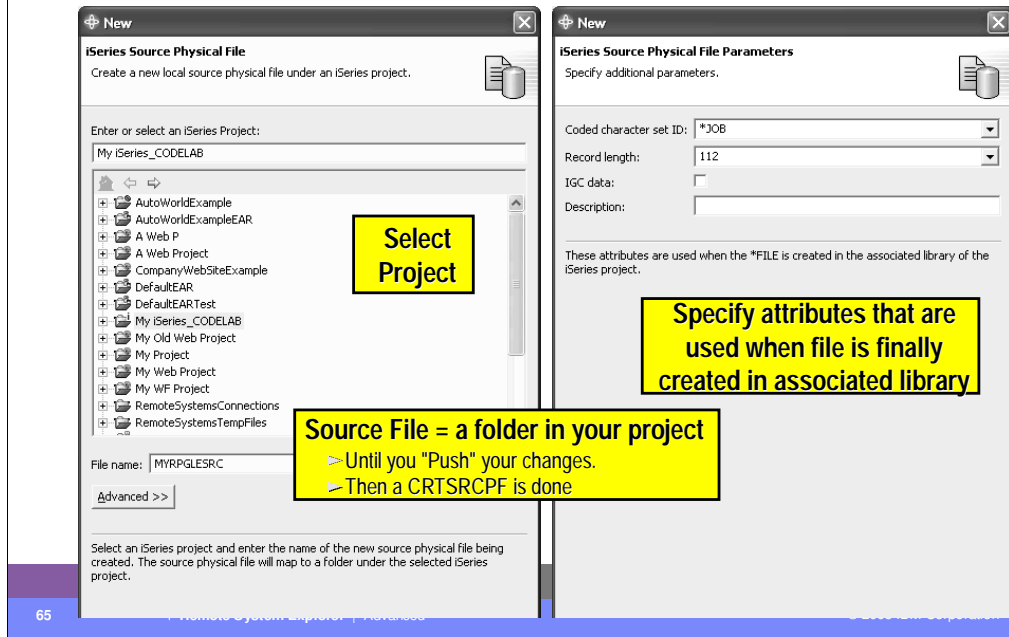 New
iSeries Source Physical File
Create a new local source physical file under an iSeries project.
Enter or select an iSeries Project:
My iSeries_CODELAB
AutoWorldExample
AutoWorldExampleEAR
A Web P
A Web Project
CompanyWebSiteExample
DefaultEAR
DefaultEARTest
My iSeries_CODELAB
My Old Web Project
My Project
My Web Project
My WF Project
RemoteSystemsConnections
RemoteSystemsTempFiles
Select
Project
File name: MYRPGLESRC
Advanced >>
Select an iSeries project and enter the name of the new source physical file being
created. The source physical file will map to a folder under the selected iSeries
project.
New
iSeries Source Physical File Parameters
Specify additional parameters.
Coded character set ID: *JOB
Record length: 112
IGC data:
Description:
These attributes are used when the *FILE is created in the associated library of the
iSeries project.
Specify attributes that are
used when file is finally
created in associated library
Source File = a folder in your project
Until you "Push" your changes.
Then a CRTSRCPF is done
65
Remote System Explorer | Advanced